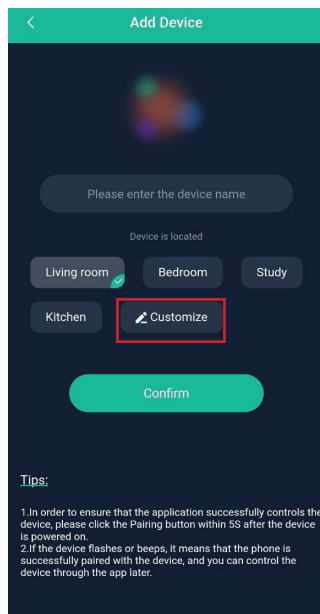 Add Device
Please enter the device name
Device is located
Living room Bedroom Study
Kitchen Customize
Confirm
Tips:
1.In order to ensure that the application successfully controls the
device, please click the Pairing button within 5S after the device
is powered on.
2.If the device flashes or beeps, it means that the phone is
successfully paired with the device, and you can control the
device through the app later.